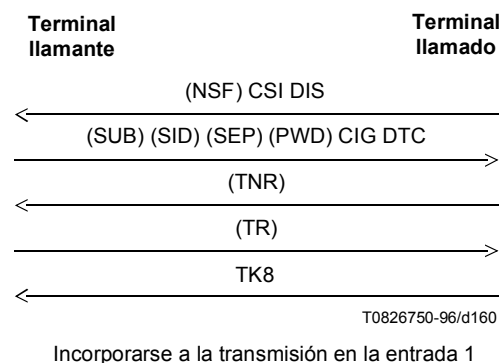 Terminal llamante
Terminal llamado
(NSF) CSI DIS
(SUB) (SID) (SEP) (PWD) CIG DTC
(TNR)
(TR)
TK8
T0826750-96/d160
Incorporarse a la transmisión en la entrada 1